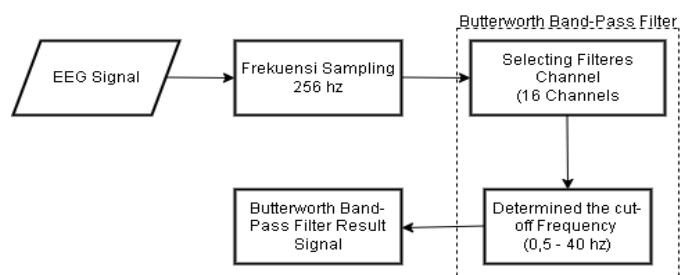 Butterworth Band-Pass Filter
EEG Signal
Frekuensi Sampling
256 hz
Selecting Filteres
Channel
(16 Channels
Determined the cut-
off Frequency
(0,5 - 40 hz)
Butterworth Band-
Pass Filter Result
Signal